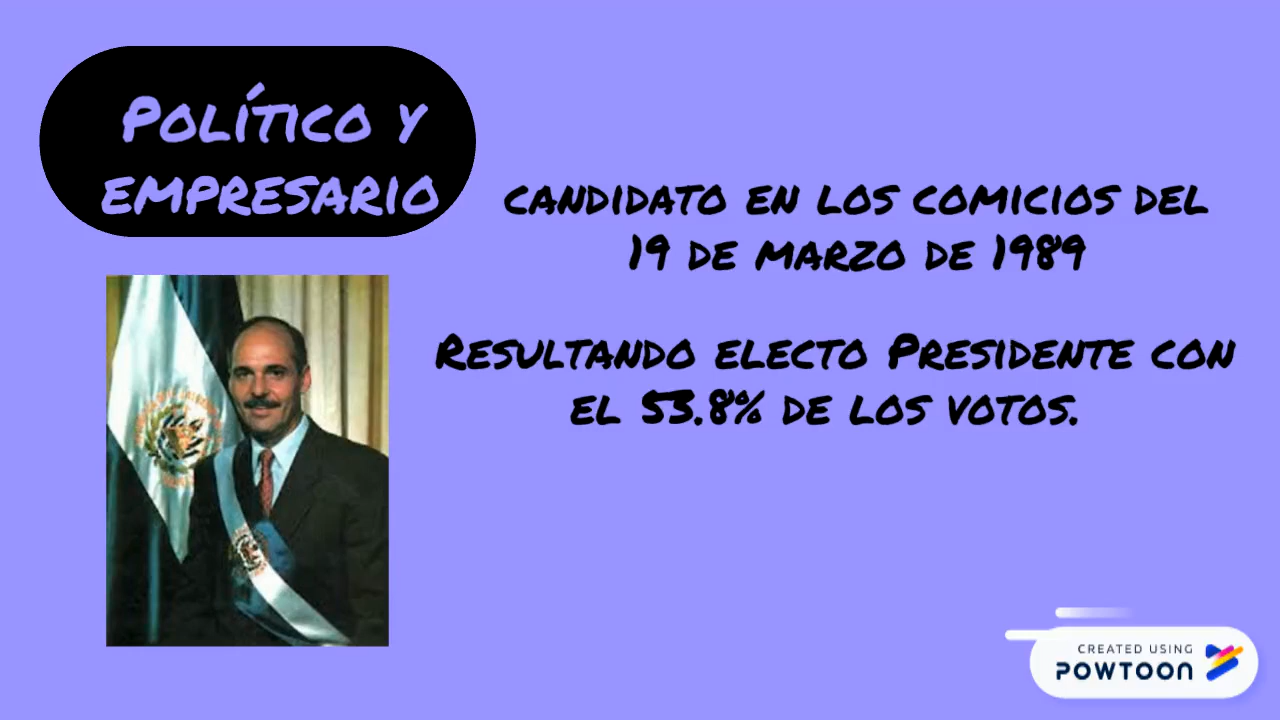 Político y
empresario
candidato en los comicios del
19 de marzo de 1989
Resultando electo Presidente con
el 53.8% de los votos.
CREATED USING
POWTOON